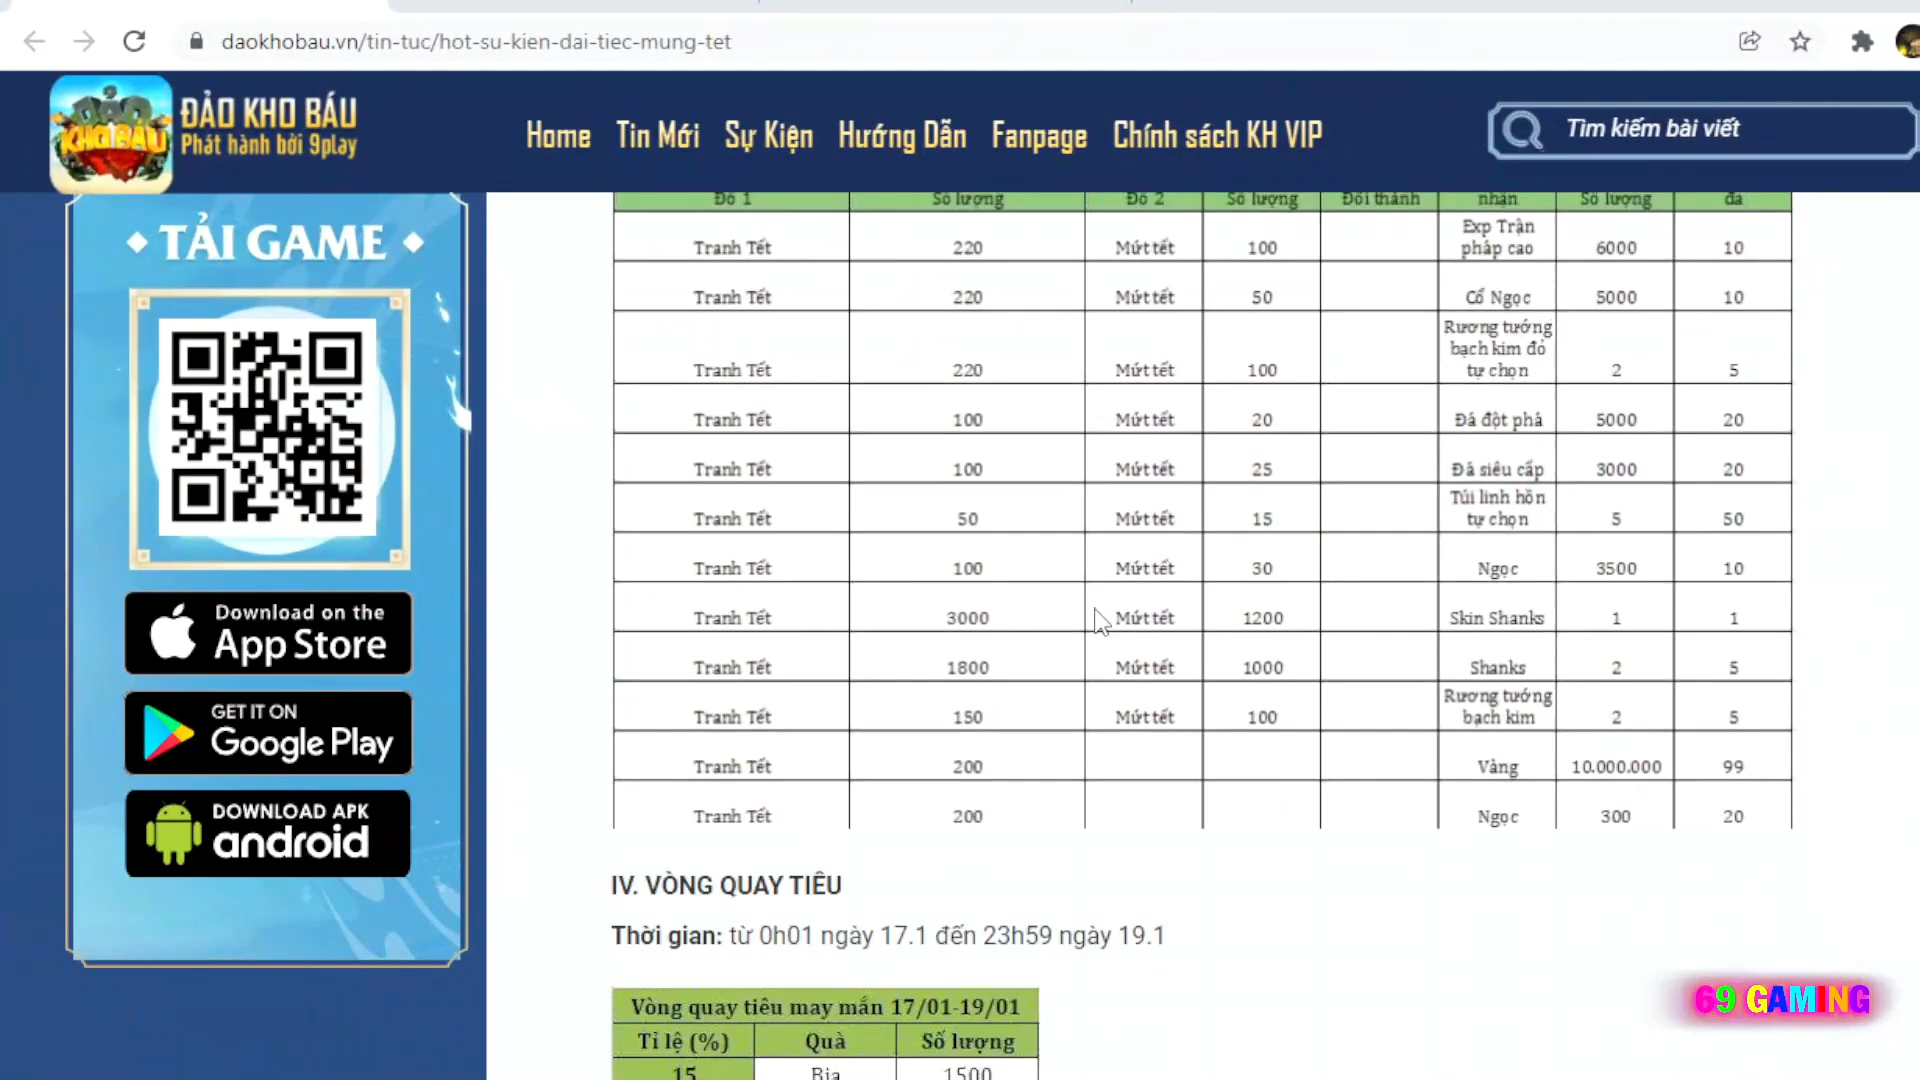 daokhobau.vn/tin-tuc/hot-su-kien-dai-tiec-mung-tet
ĐẢO KHO BÁU
ĐẢO KHO BÁU
Phát hành bởi 9play
Home Tin Mới Sự Kiện Hướng Dẫn Fanpage Chính sách KH VIP
Tìm kiếm bài viết
TẢI GAME
Download on the
App Store
GET IT ON
Google Play
DOWNLOAD APK
android
Đồ 1 Số lượng Đồ 2 Số lượng Đổi thành nhận Số lượng đa
Tranh Tết 220 Mứt tết 100 Exp Trận pháp cao 6000 10
Tranh Tết 220 Mứt tết 50 Cổ Ngọc 5000 10
Tranh Tết 220 Mứt tết 100 Rương tướng bạch kim đỏ tự chọn 2 5
Tranh Tết 100 Mứt tết 20 Đá đột phá 5000 20
Tranh Tết 100 Mứt tết 25 Đá siêu cấp 3000 20
Tranh Tết 50 Mứt tết 15 Túi linh hồn tự chọn 5 50
Tranh Tết 100 Mứt tết 30 Ngọc 3500 10
Tranh Tết 3000 Mứt tết 1200 Skin Shanks 1 1
Tranh Tết 1800 Mứt tết 1000 Shanks 2 5
Tranh Tết 150 Mứt tết 100 Rương tướng bạch kim 2 5
Tranh Tết 200 Vàng 10.000.000 99
Tranh Tết 200 Ngọc 300 20
IV. VÒNG QUAY TIÊU
Thời gian: từ 0h01 ngày 17.1 đến 23h59 ngày 19.1
Vòng quay tiêu may mắn 17/01-19/01
Tỉ lệ (%) Quà Số lượng
15 Bia 1500
69 GAMING